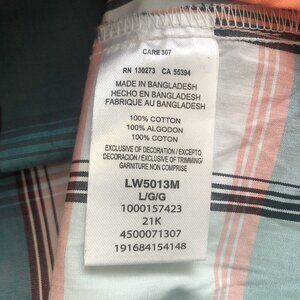 CARE 307
RN 130273 CA 55394
MADE IN BANGLADESH
HECHO EN BANGLADESH
FABRIQUE AU BANGLADESH
100% COTTON
100% ALGODON
100% COTON
EXCLUSIVE OF DECORATION / EXCEPTO
DECORACION / EXCLUSIVE OF TRIMMING/
GARNITURE NON COMPRISE
LW5013M
L/G/G
1000157423
21K
4500071307
191684154148